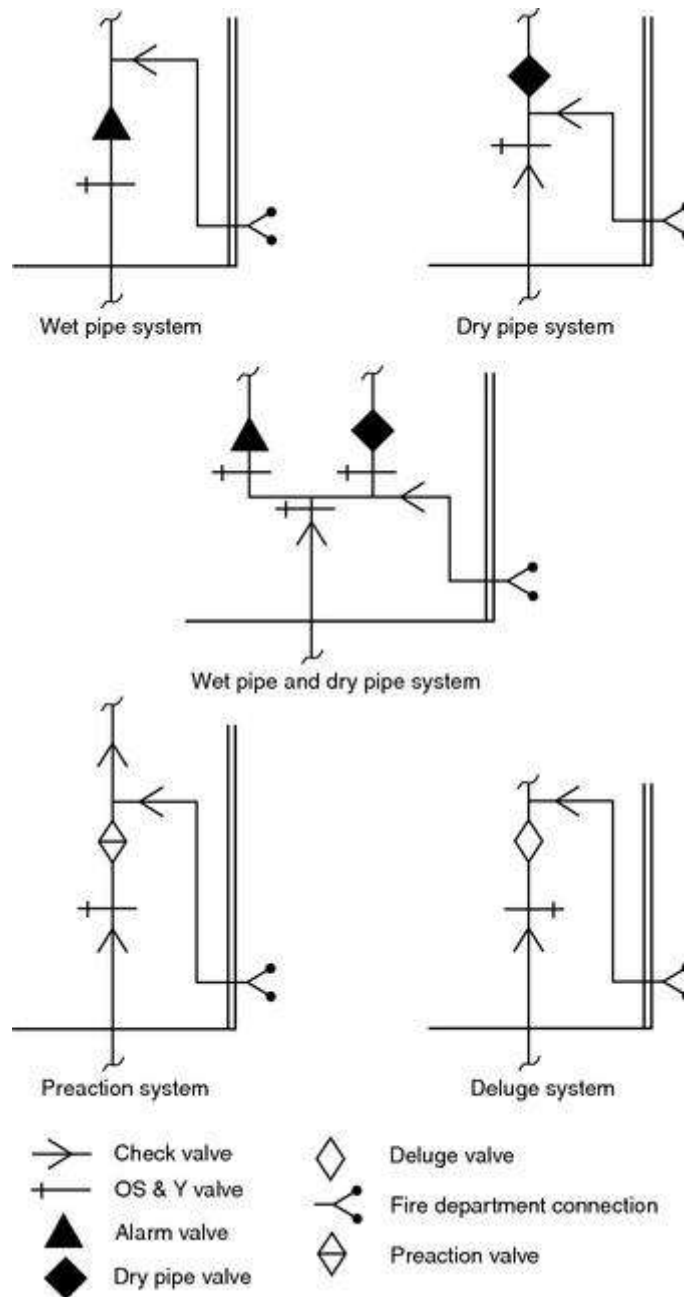 Wet pipe system
Dry pipe system
Wet pipe and dry pipe system
Preaction system
Deluge system
Check valve
OS & Y valve
Alarm valve
Dry pipe valve
Deluge valve
Fire department connection
Preaction valve